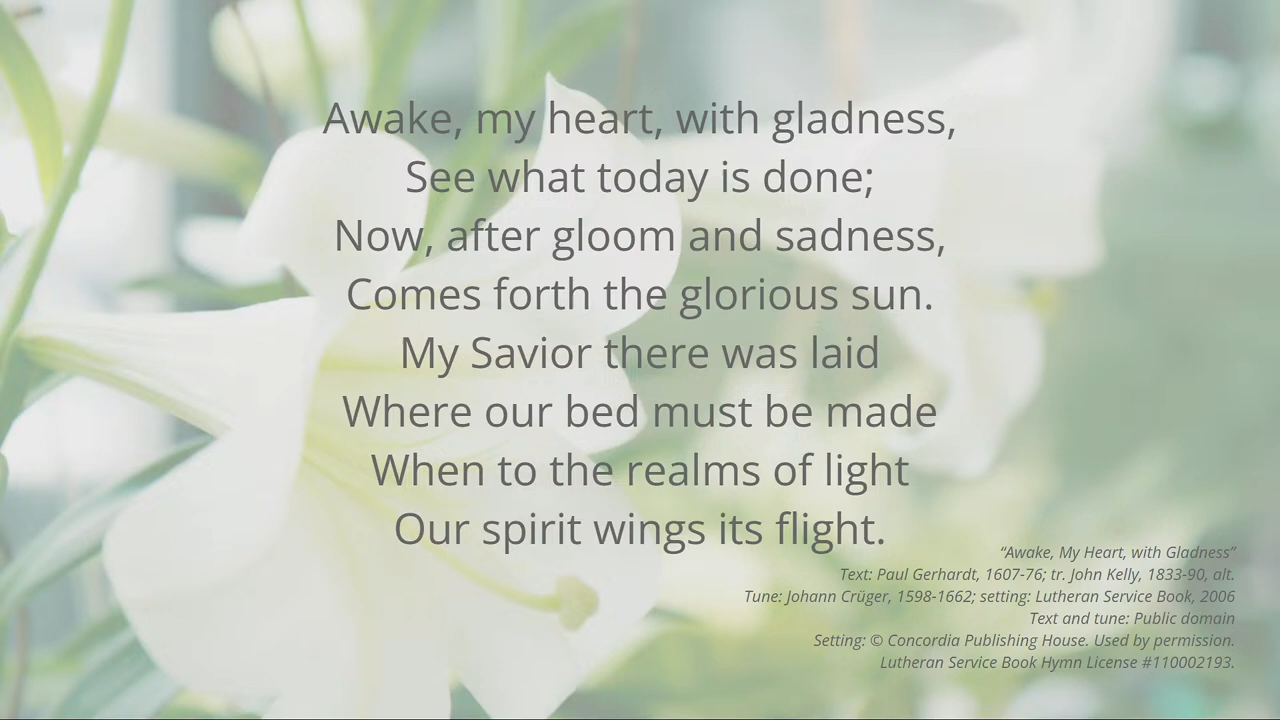 Awake, my heart, with gladness,
See what today is done;
Now, after gloom and sadness,
Comes forth the glorious sun.
My Savior there was laid
Where our bed must be made
When to the realms of light
Our spirit wings its flight.
“Awake, My Heart, with Gladness”
Text: Paul Gerhardt, 1607-76; tr. John Kelly, 1833-90, alt.
Tune: Johann Crüger, 1598-1662; setting: Lutheran Service Book, 2006
Text and tune: Public domain
Setting: © Concordia Publishing House. Used by permission.
Lutheran Service Book Hymn License #110002193.